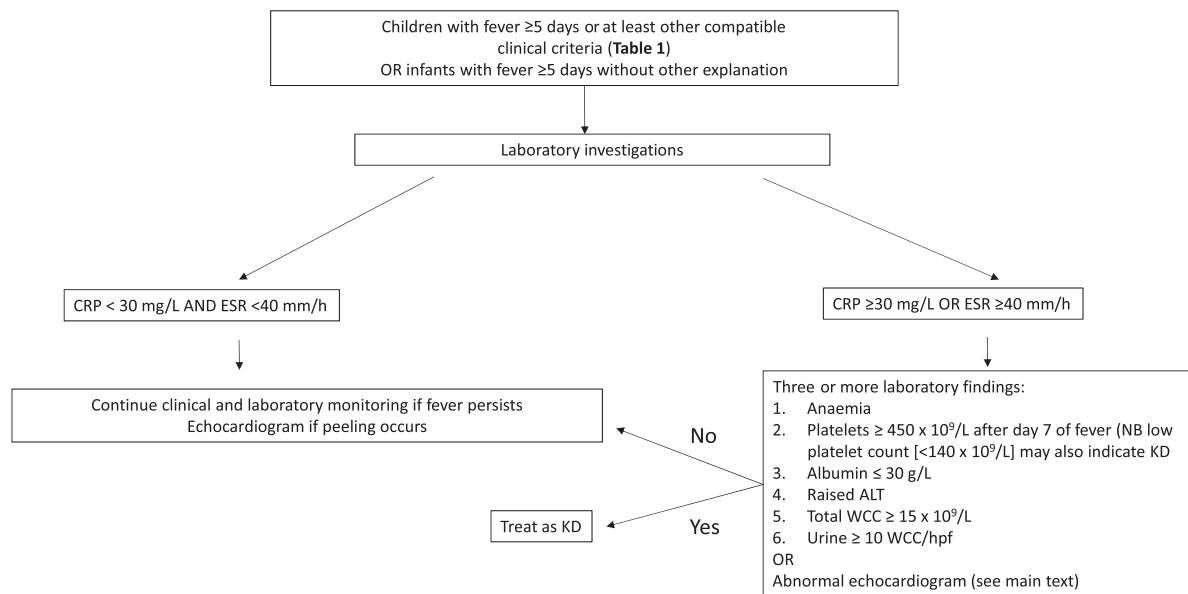 Children with fever ≥5 days or at least other compatible
clinical criteria (Table 1)
OR infants with fever ≥5 days without other explanation
Laboratory investigations
CRP < 30 mg/L AND ESR <40 mm/h
CRP ≥30 mg/L OR ESR ≥40 mm/h
Continue clinical and laboratory monitoring if fever persists
Echocardiogram if peeling occurs
No
Yes
Treat as KD
Three or more laboratory findings:
1. Anaemia
2. Platelets ≥ 450 x 10⁹/L after day 7 of fever (NB low
platelet count [<140 x 10⁹/L] may also indicate KD
3. Albumin ≤ 30 g/L
4. Raised ALT
5. Total WCC ≥ 15 x 10⁹/L
6. Urine ≥ 10 WCC/hpf
OR
Abnormal echocardiogram (see main text)